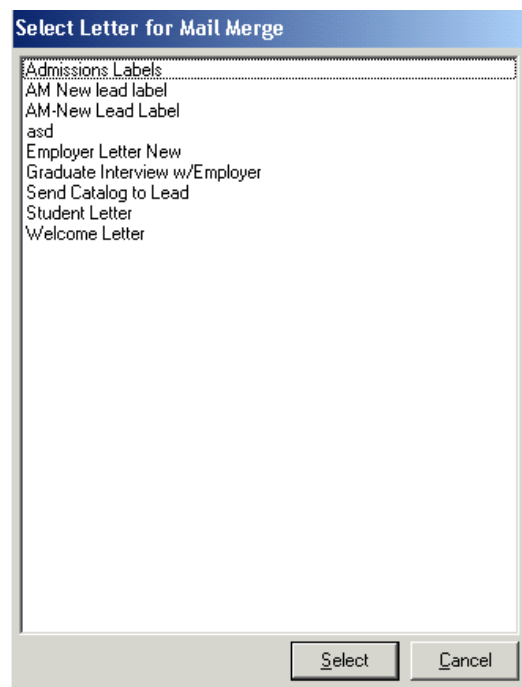 Select Letter for Mail Merge
Admissions Labels
AM New lead label
AM-New Lead Label
asd
Employer Letter New
Graduate Interview w/Employer
Send Catalog to Lead
Student Letter
Welcome Letter
Select Cancel